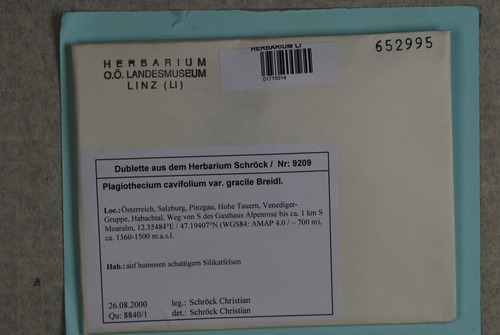 HERBARIUM
O.Ö. LANDESMUSEUM
LINZ (LI)
HERBARIUM LI
01715514
652995
Dublette aus dem Herbarium Schröck / Nr: 9209
Plagiothecium cavifolium var. gracile Breidl.
Loc.: Österreich, Salzburg, Pinzgau, Hohe Tauern, Venediger-
Gruppe, Habachtal, Weg von S des Gasthaus Alpenrose bis ca. 1 km S
Moaralm, 12.35484°E / 47.19407°N (WGS84: AMAP 4.0 / ~ 700 m),
ca. 1360-1500 m.a.s.l.
Hab.: auf humosen schattigem Silikatfelsen
26.08.2000 leg.: Schröck Christian
Qu: 8840/1 det.: Schröck Christian